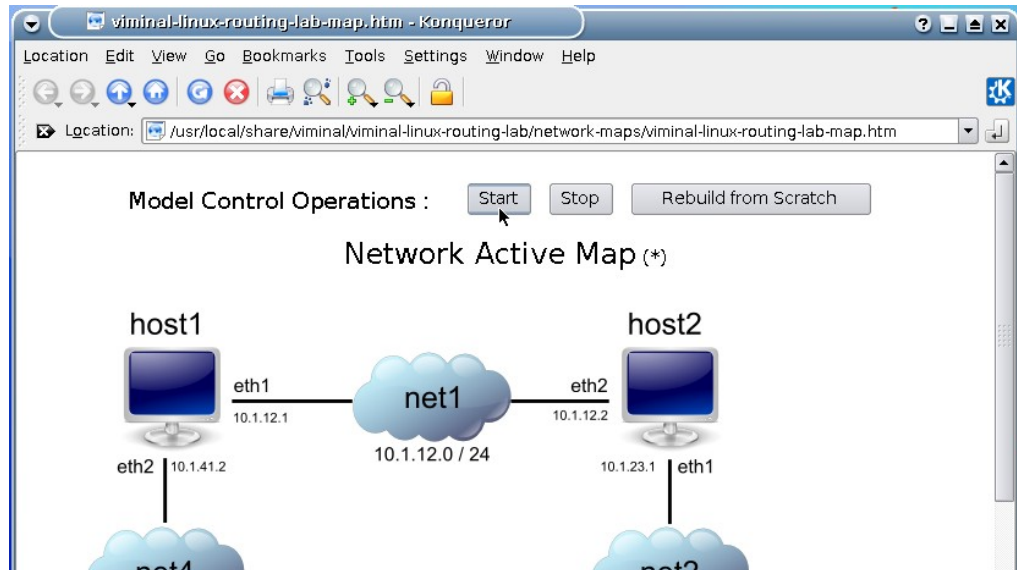 viminal-linux-routing-lab-map.htm - Konqueror
Location Edit View Go Bookmarks Tools Settings Window Help
Location: /usr/local/share/viminal/viminal-linux-routing-lab/network-maps/viminal-linux-routing-lab-map.htm
Model Control Operations : Start Stop Rebuild from Scratch
Network Active Map (*)
host1 host2
eth1 net1 eth2
10.1.12.1 10.1.12.2
10.1.12.0 / 24
eth2 10.1.41.2 10.1.23.1 eth1
net4 net2